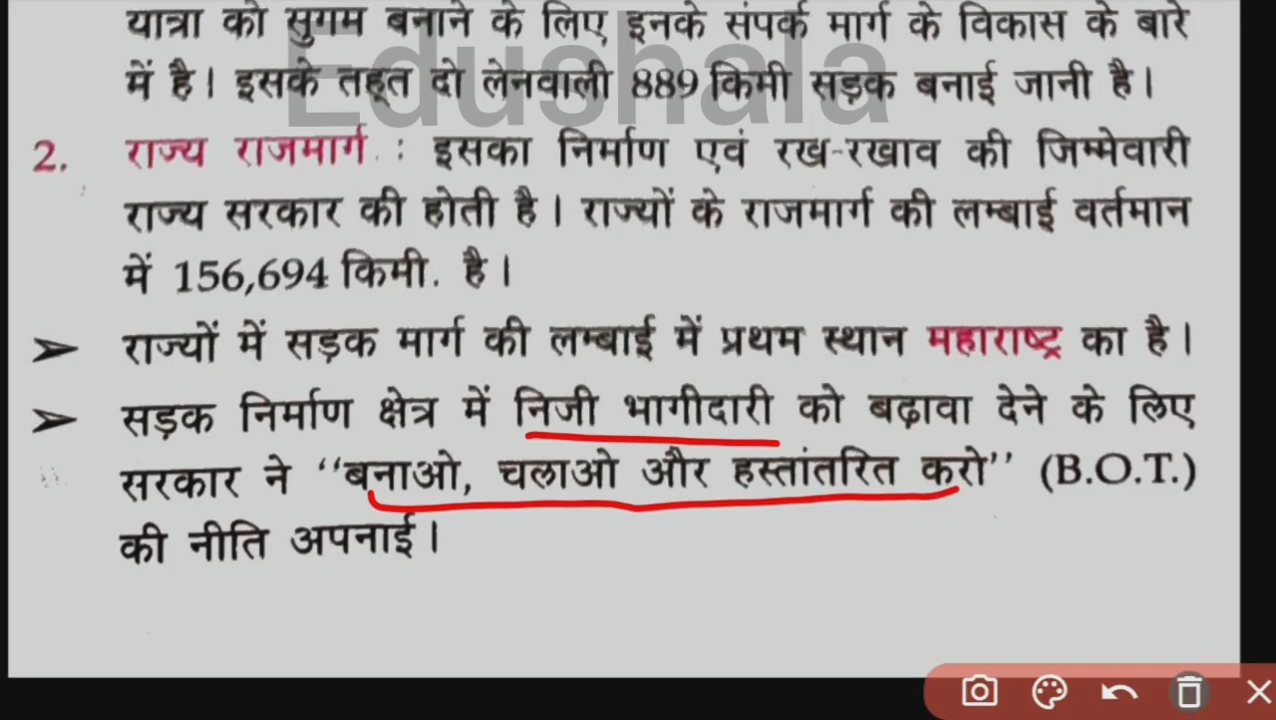 यात्रा को सुगम बनाने के लिए इनके संपर्क मार्ग के विकास के बारे
में है। इसके तहत दो लेनवाली 889 किमी सड़क बनाई जानी है।
Edushala
2. राज्य राजमार्ग : इसका निर्माण एवं रख-रखाव की जिम्मेवारी
राज्य सरकार की होती है। राज्यों के राजमार्ग की लम्बाई वर्तमान
में 156,694 किमी. है।
➢ राज्यों में सड़क मार्ग की लम्बाई में प्रथम स्थान महाराष्ट्र का है।
➢ सड़क निर्माण क्षेत्र में निजी भागीदारी को बढ़ावा देने के लिए
सरकार ने ‘‘बनाओ, चलाओ और हस्तांतरित करो’’ (B.O.T.)
की नीति अपनाई।